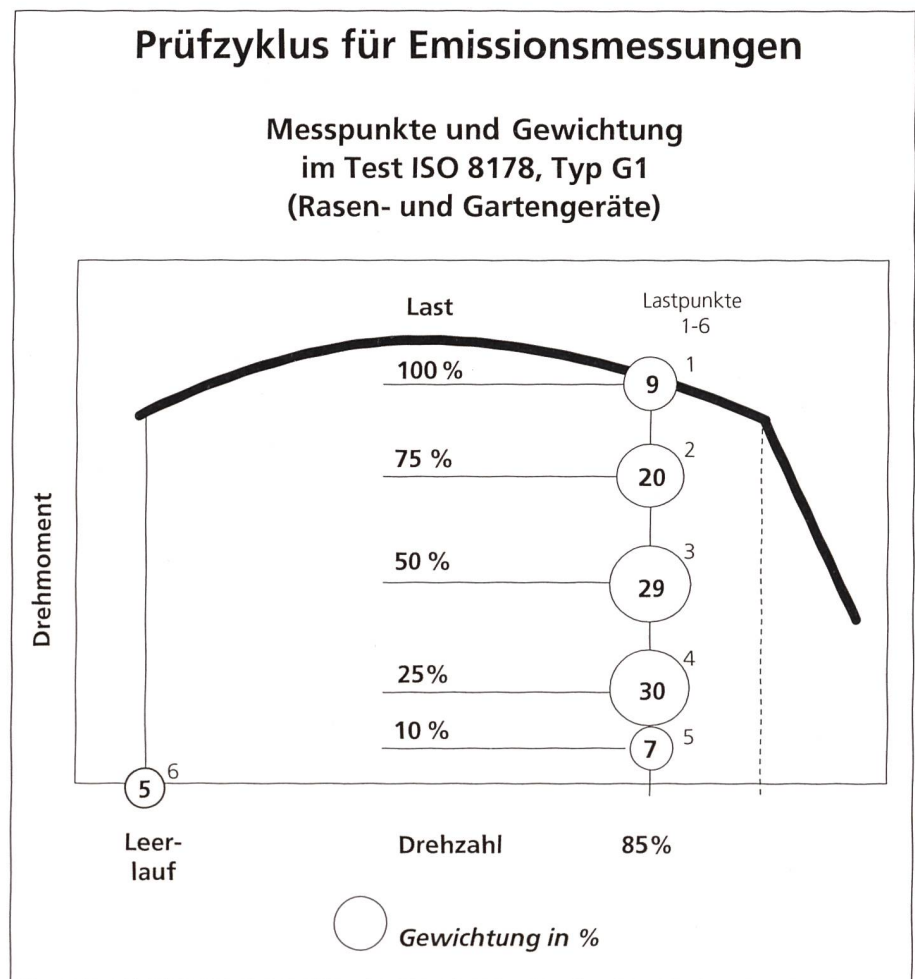 Prüfzyklus für Emissionsmessungen
Messpunkte und Gewichtung
im Test ISO 8178, Typ G1
(Rasen- und Gartengeräte)
Last
Lastpunkte
1-6
100 %
9
1
75 %
20
2
50 %
29
3
25%
30
4
10 %
7
5
5
6
Drehmoment
Leer-
lauf
Drehzahl
85%
Gewichtung in %